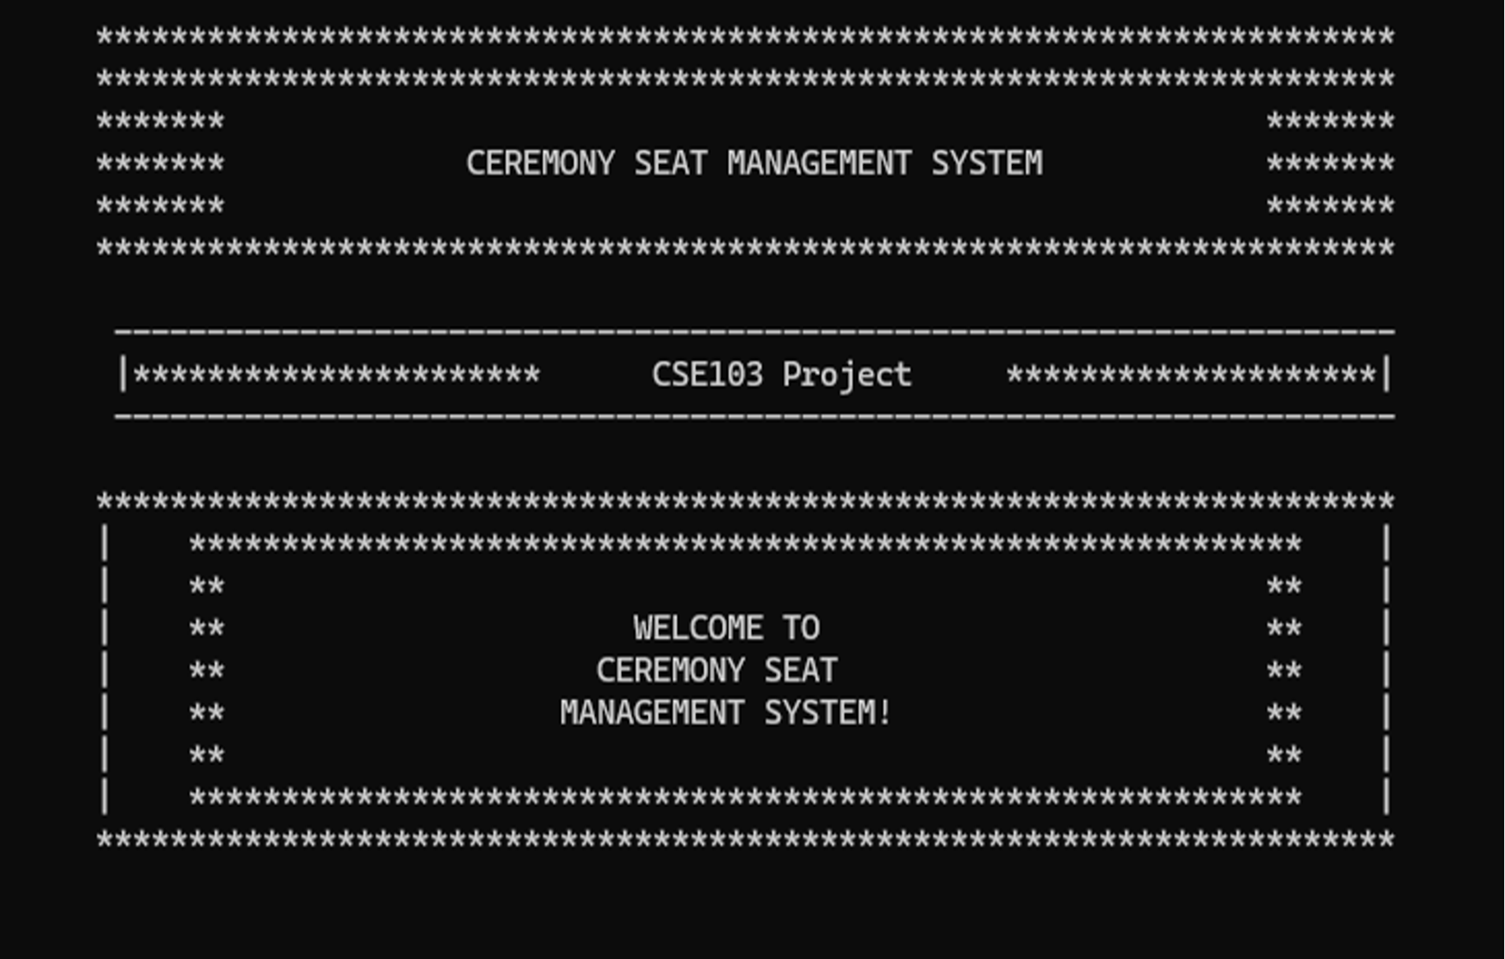 **********************************************************************
**********************************************************************
******* *******
******* CEREMONY SEAT MANAGEMENT SYSTEM *******
******* *******
**********************************************************************
---------------------------------------------------------------------
|********************** CSE103 Project ********************|
---------------------------------------------------------------------
**********************************************************************
| ************************************************************ |
| ** ** |
| ** WELCOME TO ** |
| ** CEREMONY SEAT ** |
| ** MANAGEMENT SYSTEM! ** |
| ** ** |
| ************************************************************ |
**********************************************************************